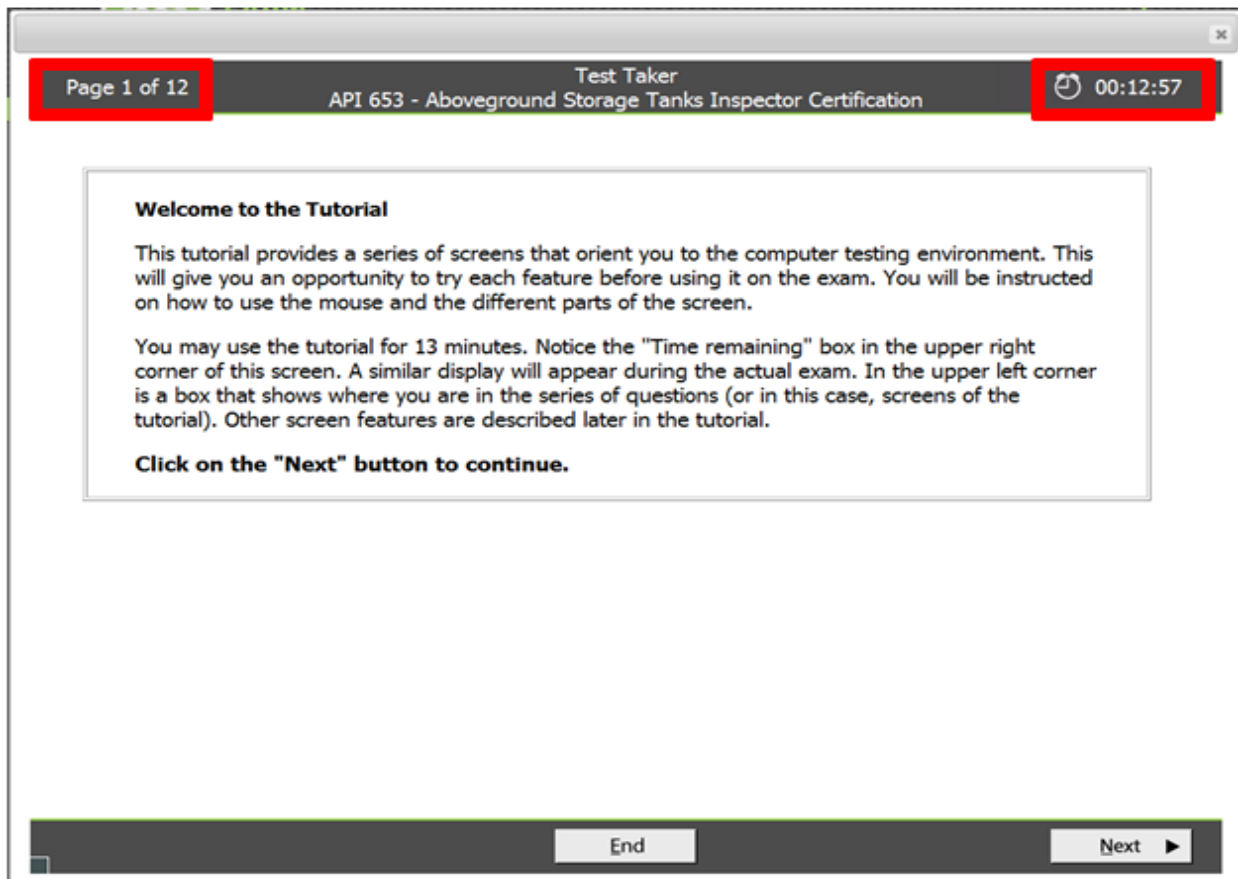 Page 1 of 12
Test Taker
API 653 - Aboveground Storage Tanks Inspector Certification
00:12:57
Welcome to the Tutorial
This tutorial provides a series of screens that orient you to the computer testing environment. This
will give you an opportunity to try each feature before using it on the exam. You will be instructed
on how to use the mouse and the different parts of the screen.
You may use the tutorial for 13 minutes. Notice the "Time remaining" box in the upper right
corner of this screen. A similar display will appear during the actual exam. In the upper left corner
is a box that shows where you are in the series of questions (or in this case, screens of the
tutorial). Other screen features are described later in the tutorial.
Click on the "Next" button to continue.
End
Next